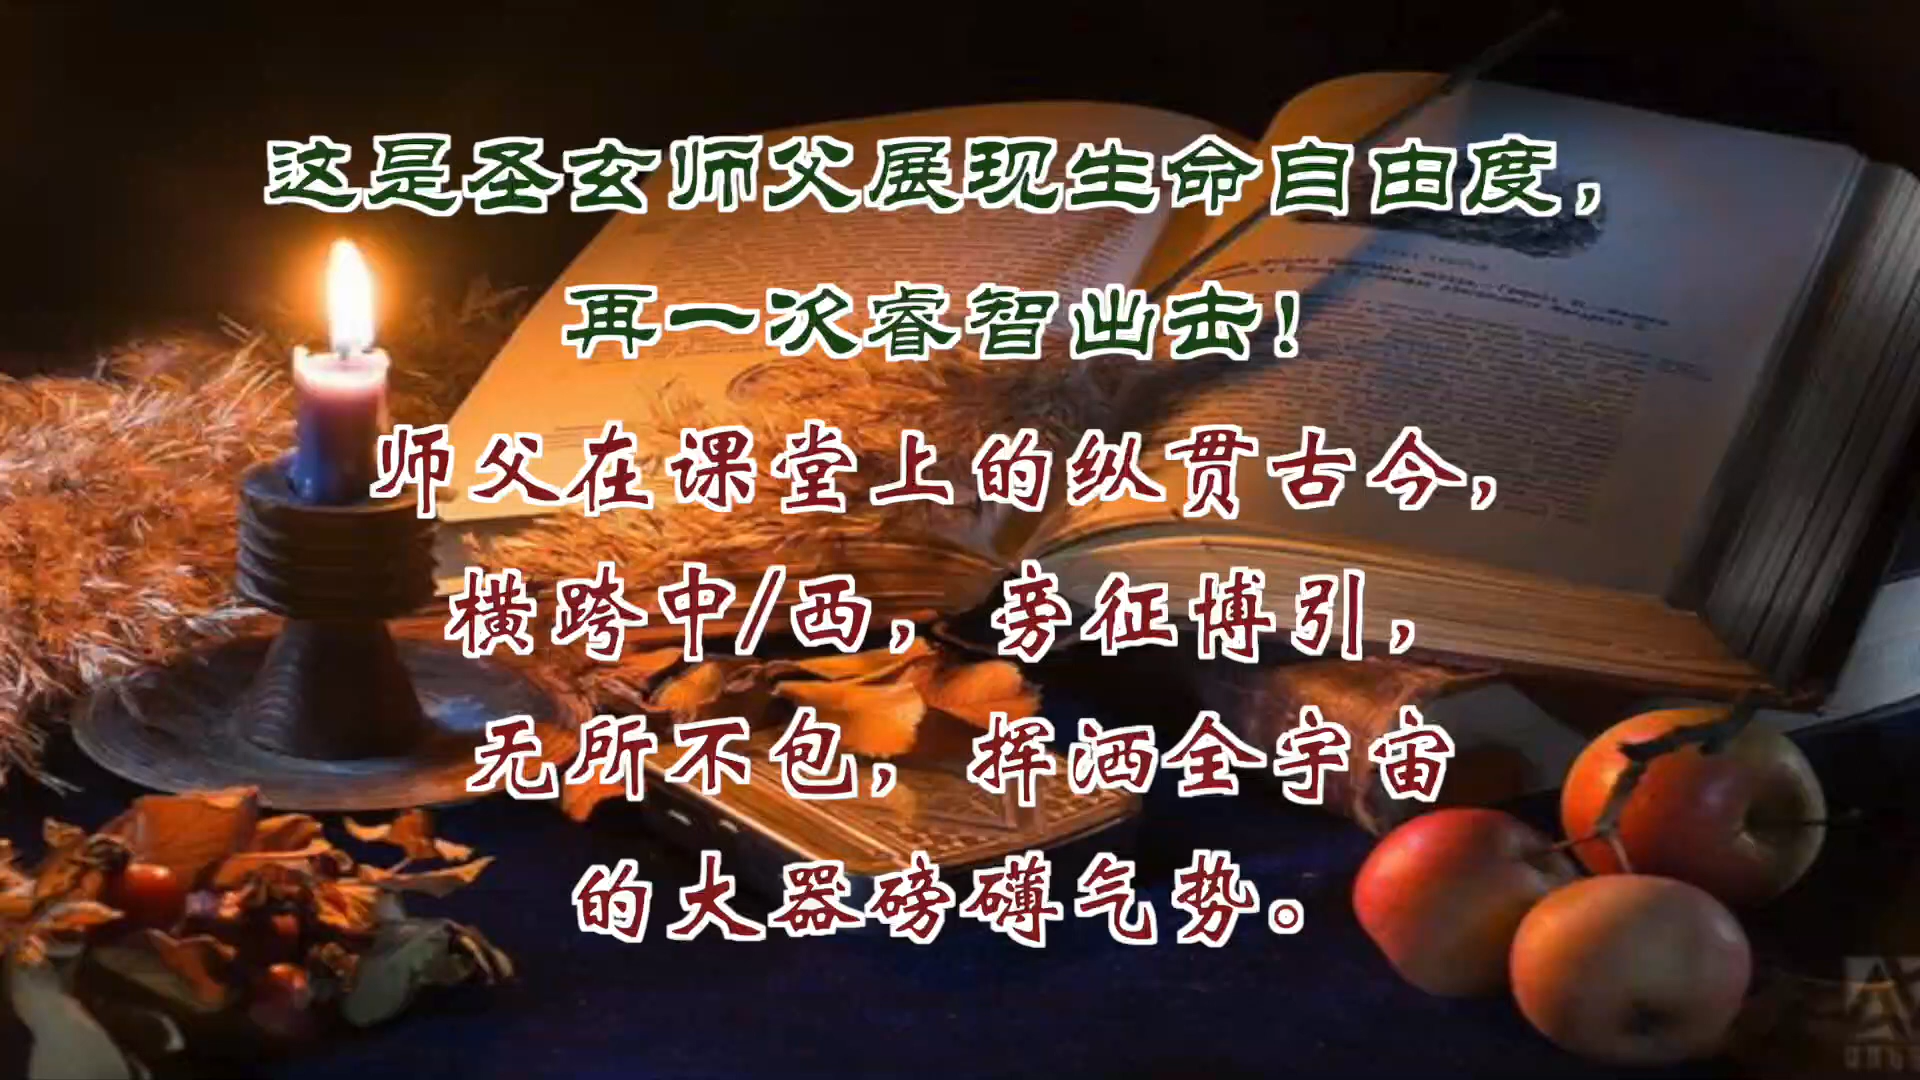 这是圣玄师父展现生命自由度，
再一次睿智出击！
师父在课堂上的纵贯古今，
横跨中/西，旁征博引，
无所不包，挥洒全宇宙
的大器磅礴气势。